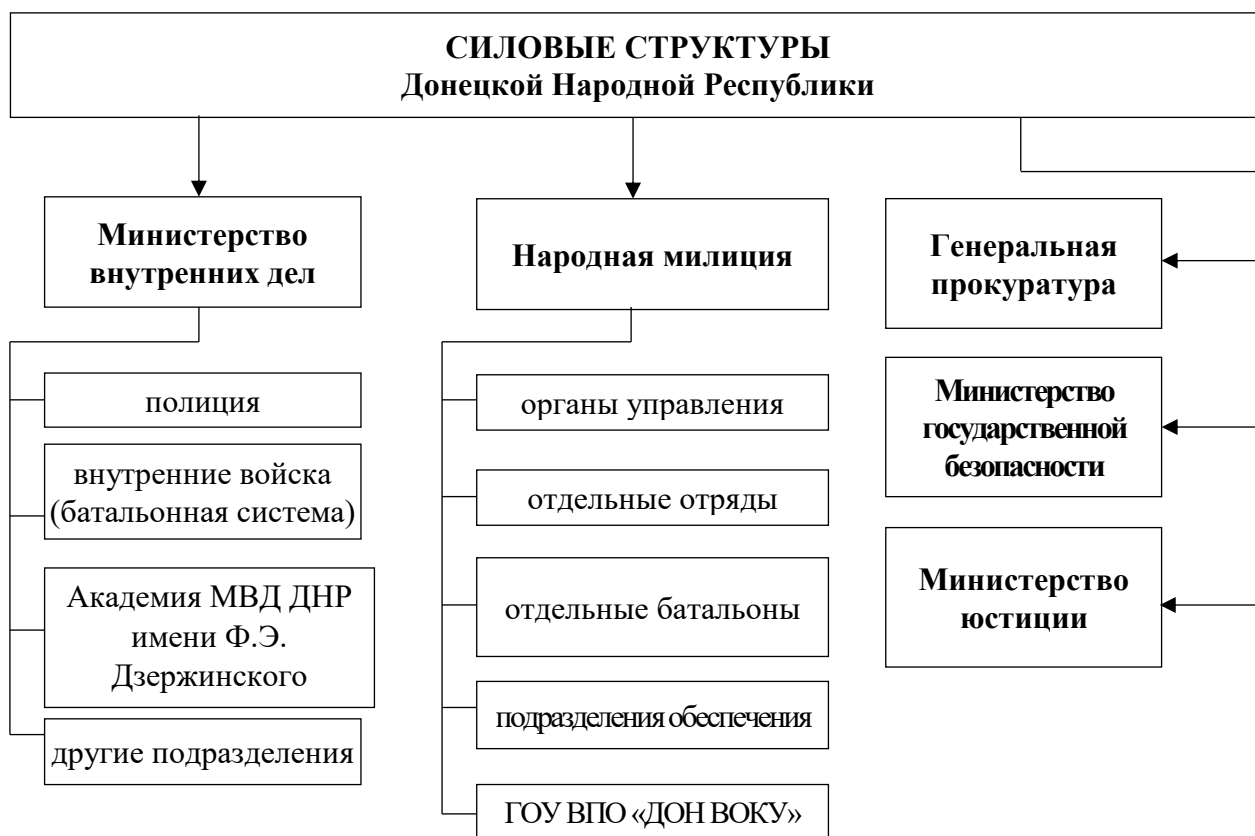 СИЛОВЫЕ СТРУКТУРЫ
Донецкой Народной Республики
Министерство
внутренних дел
полиция
внутренние войска
(батальонная система)
Академия МВД ДНР
имени Ф.Э.
Дзержинского
другие подразделения
Народная милиция
органы управления
отдельные отряды
отдельные батальоны
подразделения обеспечения
ГОУ ВПО «ДОН ВОКУ»
Генеральная
прокуратура
Министерство
государственной
безопасности
Министерство
юстиции